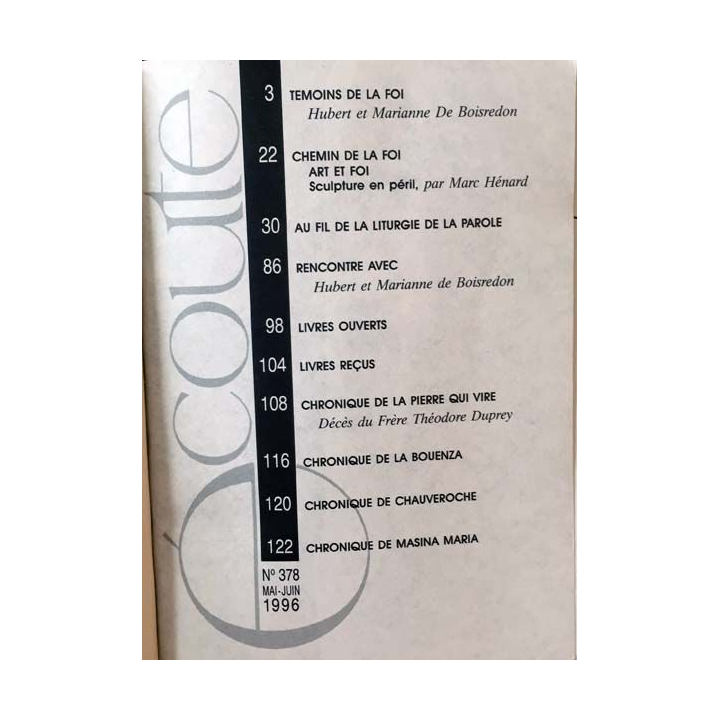 Écoute
3 TEMOINS DE LA FOI
Hubert et Marianne De Boisredon
22 CHEMIN DE LA FOI
ART ET FOI
Sculpture en péril, par Marc Hénard
30 AU FIL DE LA LITURGIE DE LA PAROLE
86 RENCONTRE AVEC
Hubert et Marianne de Boisredon
98 LIVRES OUVERTS
104 LIVRES REÇUS
108 CHRONIQUE DE LA PIERRE QUI VIRE
Décès du Frère Théodore Duprey
116 CHRONIQUE DE LA BOUENZA
120 CHRONIQUE DE CHAUVEROCHE
122 CHRONIQUE DE MASINA MARIA
Nº 378
MAI-JUIN
1996